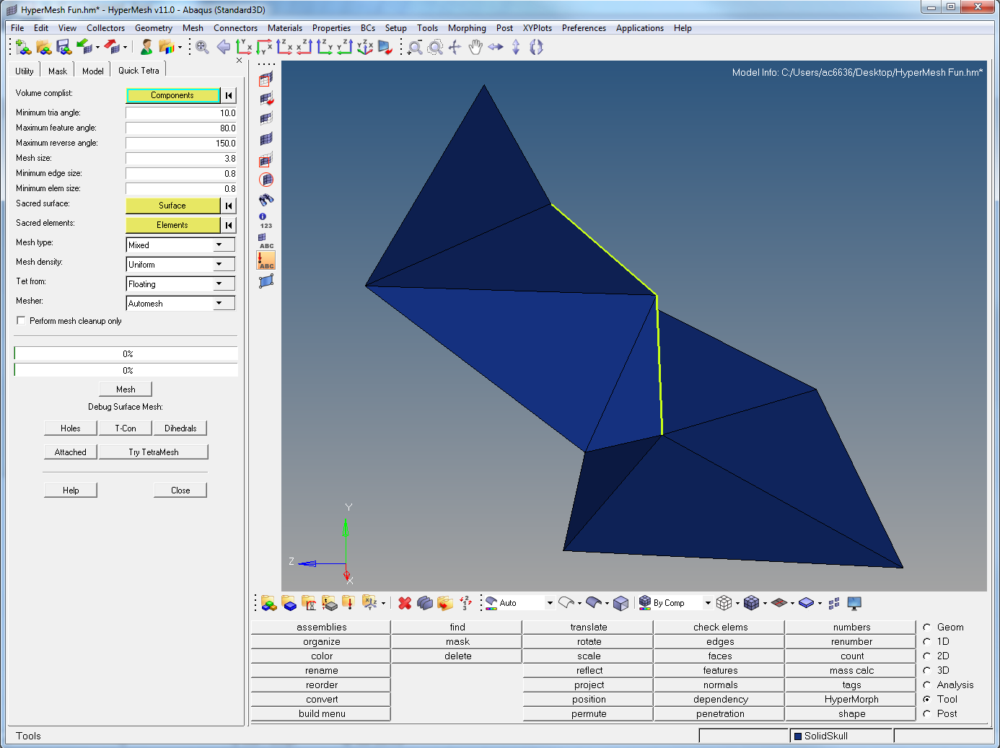 HyperMesh Fun.hm* - HyperMesh v11.0 - Abaqus (Standard3D)
File Edit View Collectors Geometry Mesh Connectors Materials Properties BCs Setup Tools Morphing Post XYPlots Preferences Applications Help
Utility Mask Model Quick Tetra
Model Info: C:/Users/ac6636/Desktop/HyperMesh Fun.hm*
Volume complist: Components
Minimum tria angle: 10.0
Maximum feature angle: 80.0
Maximum reverse angle: 150.0
Mesh size: 3.8
Minimum edge size: 0.8
Minimum elem size: 0.8
Sacred surface: Surface
Sacred elements: Elements
Mesh type: Mixed
Mesh density: Uniform
Tet from: Floating
Mesher: Automesh
Perform mesh cleanup only
0%
0%
Mesh
Debug Surface Mesh:
Holes T-Con Dihedrals
Attached Try TetraMesh
Help Close
123
ABC
ABC
Y
Z
X
Auto By Comp
assemblies find translate check elems numbers Geom
organize mask rotate edges renumber 1D
color delete scale faces count 2D
rename reflect features mass calc 3D
reorder project normals tags Analysis
convert position dependency HyperMorph Tool
build menu permute penetration shape Post
Tools SolidSkull